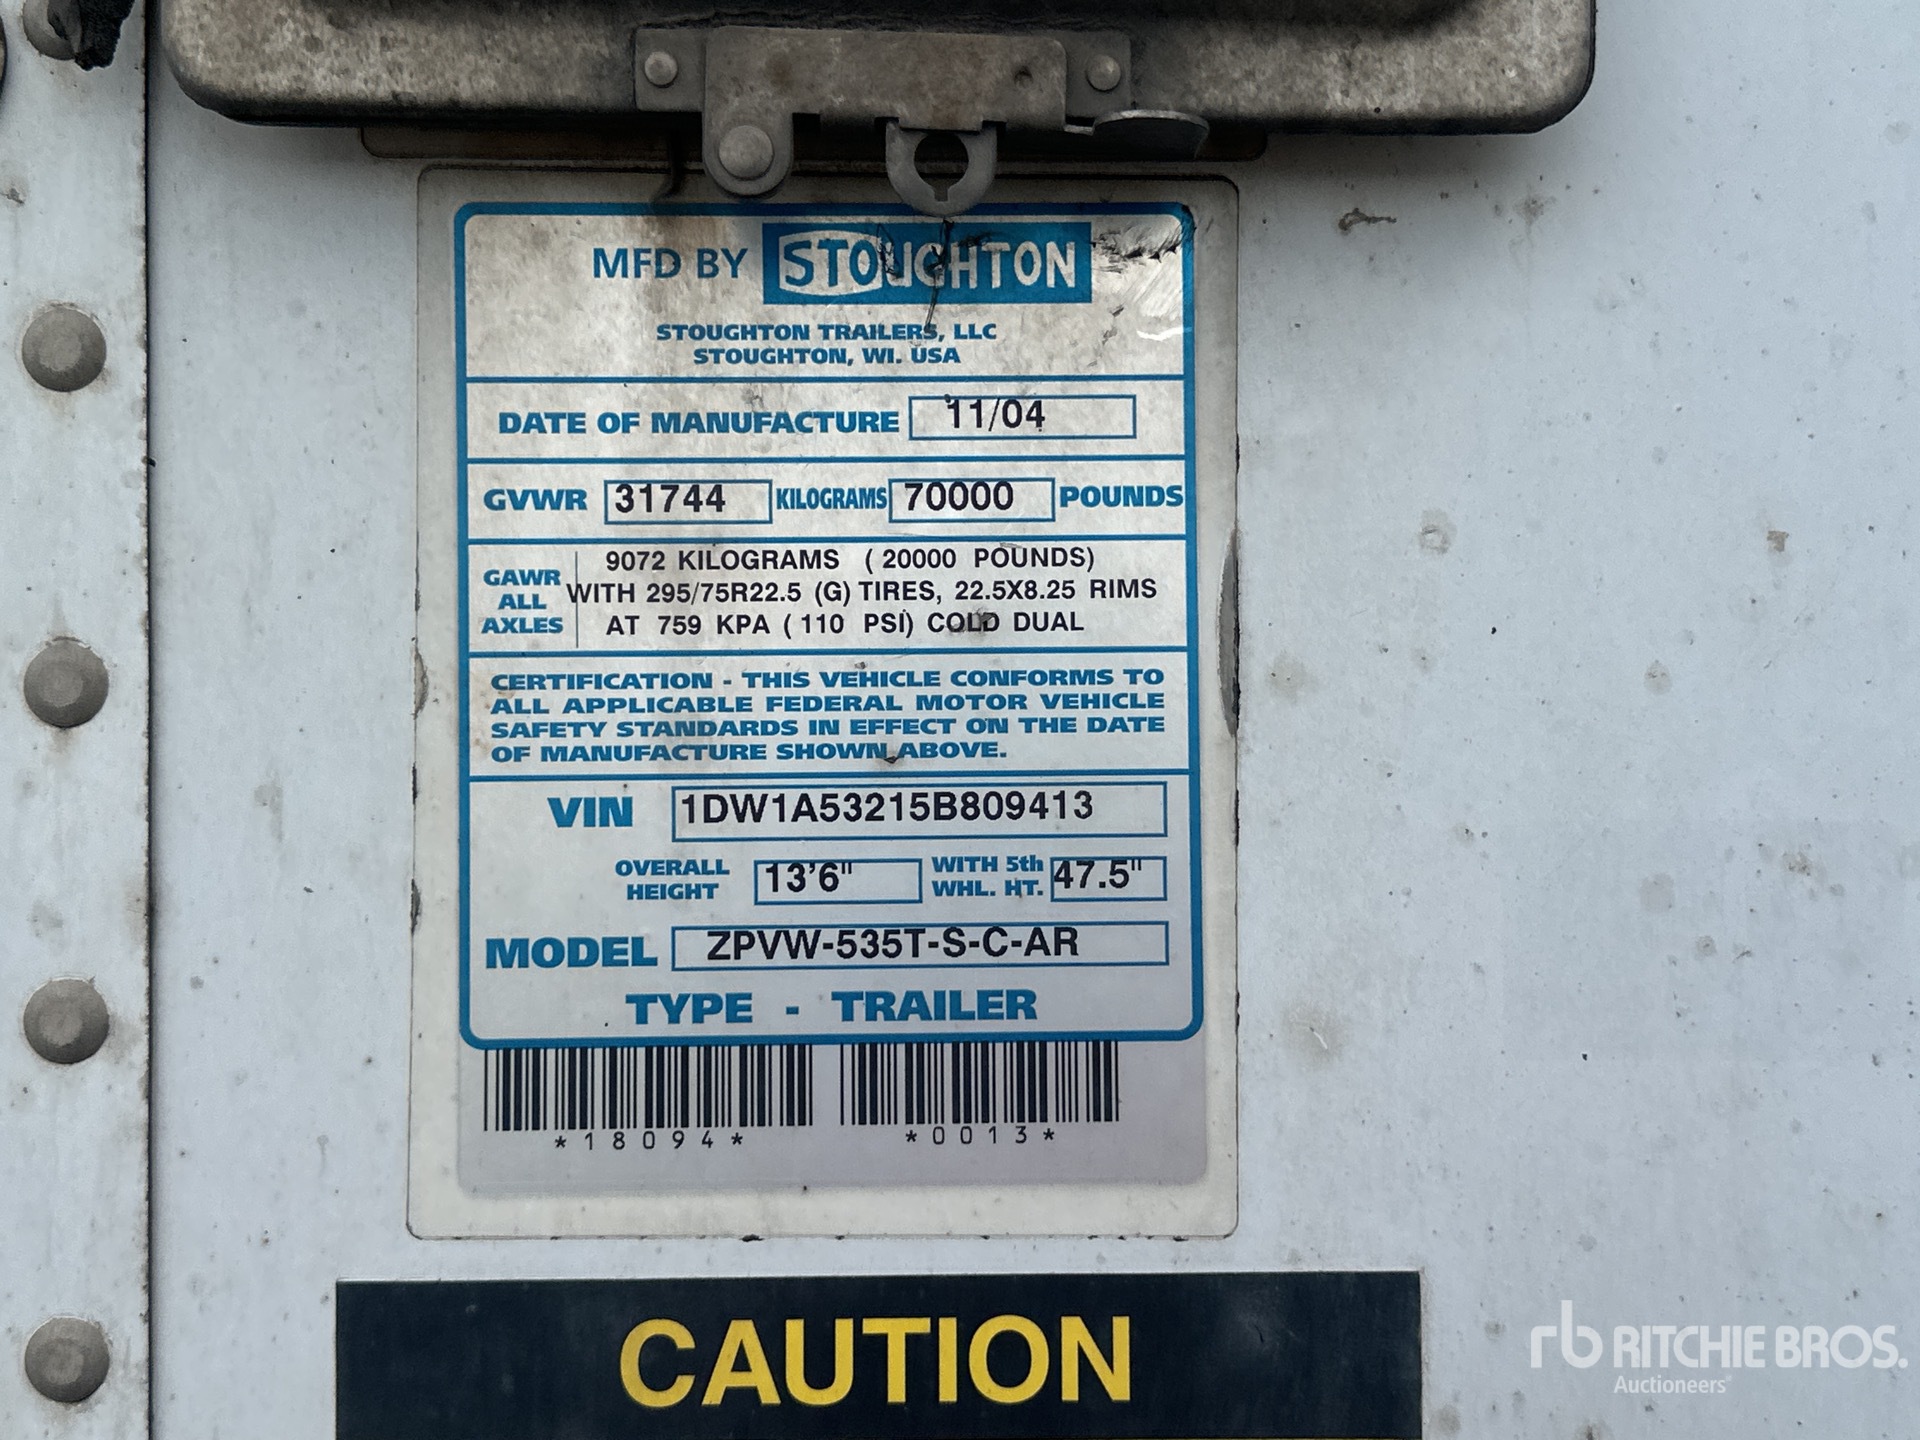 MFD BY STOUGHTON
STOUGHTON TRAILERS, LLC
STOUGHTON, WI. USA
DATE OF MANUFACTURE 11/04
GVWR 31744 KILOGRAMS 70000 POUNDS
GAWR ALL AXLES
9072 KILOGRAMS (20000 POUNDS)
WITH 295/75R22.5 (G) TIRES, 22.5X8.25 RIMS
AT 759 KPA (110 PSI) COLD DUAL
CERTIFICATION - THIS VEHICLE CONFORMS TO
ALL APPLICABLE FEDERAL MOTOR VEHICLE
SAFETY STANDARDS IN EFFECT ON THE DATE
OF MANUFACTURE SHOWN ABOVE.
VIN 1DW1A53215B809413
OVERALL HEIGHT 13'6" WITH 5th WHL. HT. 47.5"
MODEL ZPVW-535T-S-C-AR
TYPE - TRAILER
*18094* *0013*
CAUTION
rb RITCHIE BROS.
Auctioneers